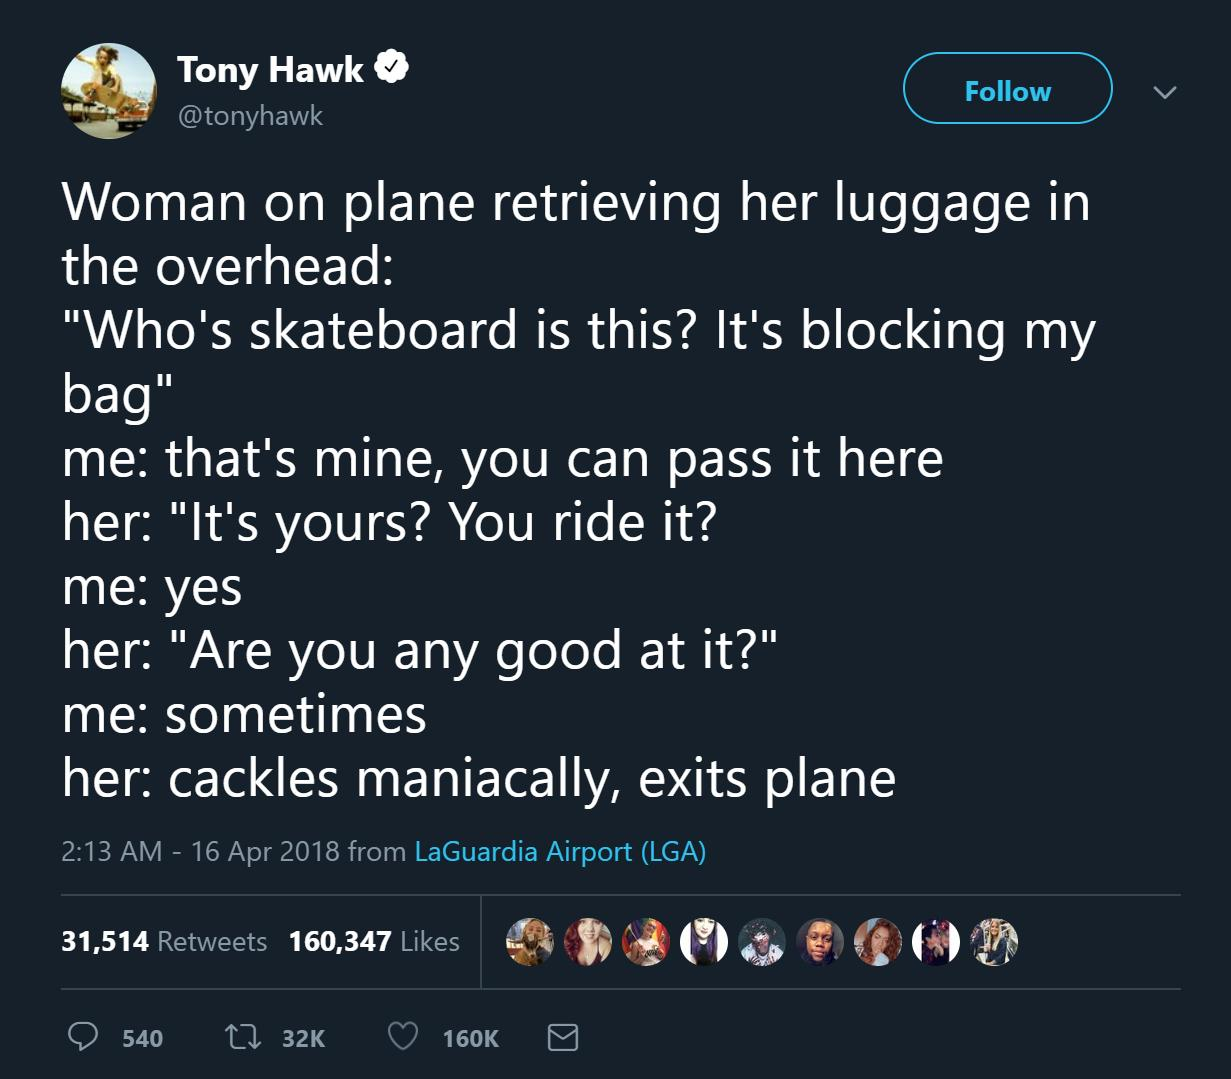 Tony Hawk
@tonyhawk
Follow
Woman on plane retrieving her luggage in
the overhead:
"Who's skateboard is this? It's blocking my
bag"
me: that's mine, you can pass it here
her: "It's yours? You ride it?
me: yes
her: "Are you any good at it?"
me: sometimes
her: cackles maniacally, exits plane
2:13 AM - 16 Apr 2018 from LaGuardia Airport (LGA)
31,514 Retweets 160,347 Likes
540 32K 160K